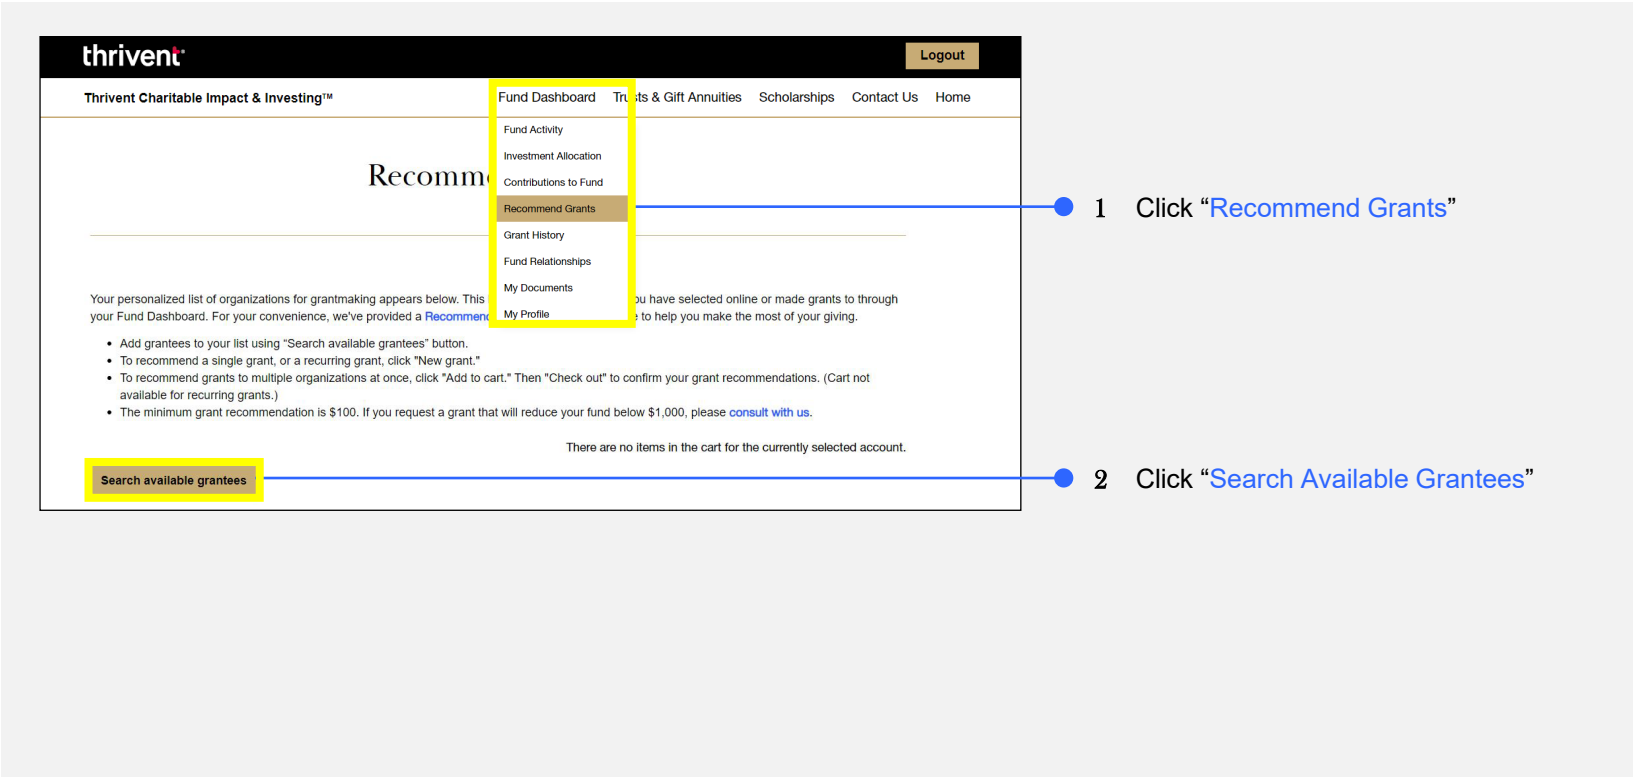 thrivent
Logout
Thrivent Charitable Impact & Investing™
Fund Dashboard Trusts & Gift Annuities Scholarships Contact Us Home
Fund Activity
Investment Allocation
Contributions to Fund
Recommend Grants
Grant History
Fund Relationships
My Documents
My Profile
1 Click “Recommend Grants”
Your personalized list of organizations for grantmaking appears below. This have selected online or made grants to through
your Fund Dashboard. For your convenience, we've provided a to help you make the most of your giving.
• Add grantees to your list using “Search available grantees” button.
• To recommend a single grant, or a recurring grant, click "New grant."
• To recommend grants to multiple organizations at once, click "Add to cart." Then "Check out" to confirm your grant recommendations. (Cart not
available for recurring grants.)
• The minimum grant recommendation is $100. If you request a grant that will reduce your fund below $1,000, please consult with us.
There are no items in the cart for the currently selected account.
Search available grantees
2 Click “Search Available Grantees”